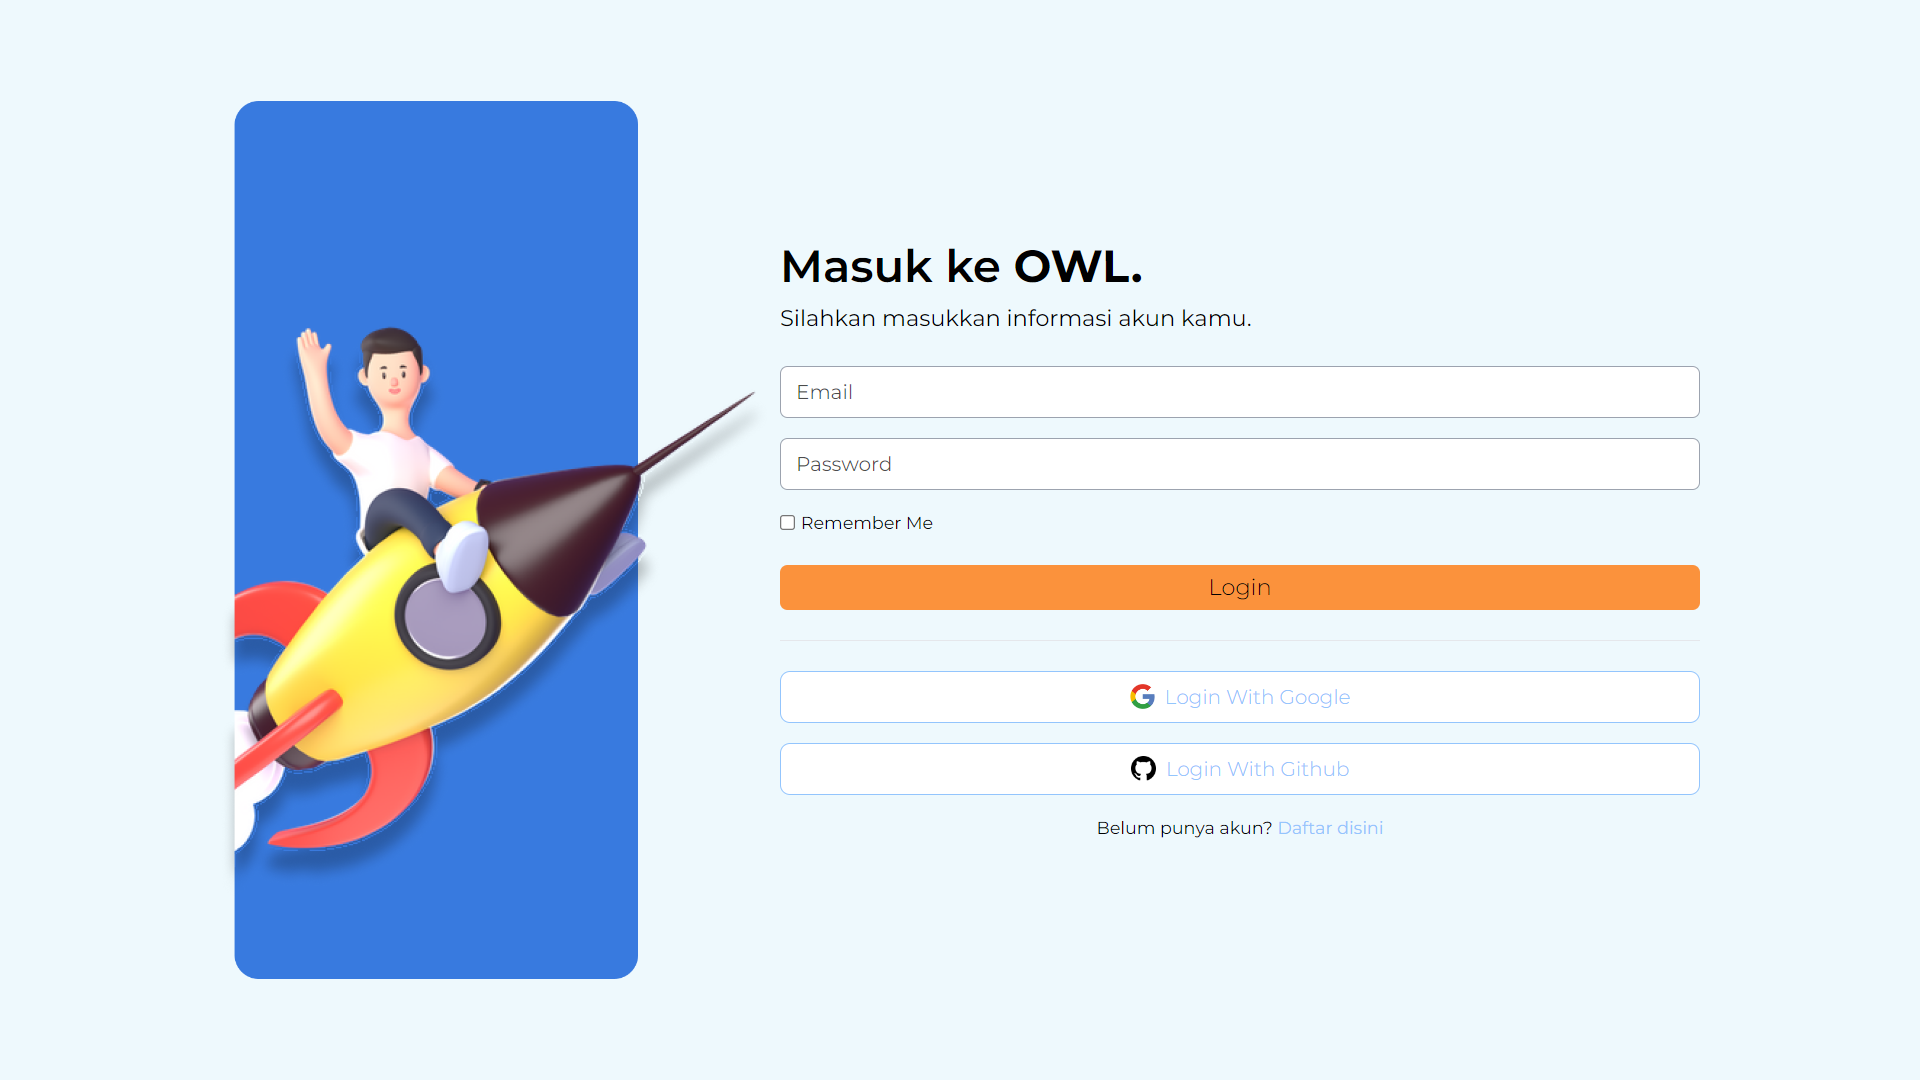 Masuk ke OWL.
Silahkan masukkan informasi akun kamu.
Email
Password
Remember Me
Login
Login With Google
Login With Github
Belum punya akun? Daftar disini